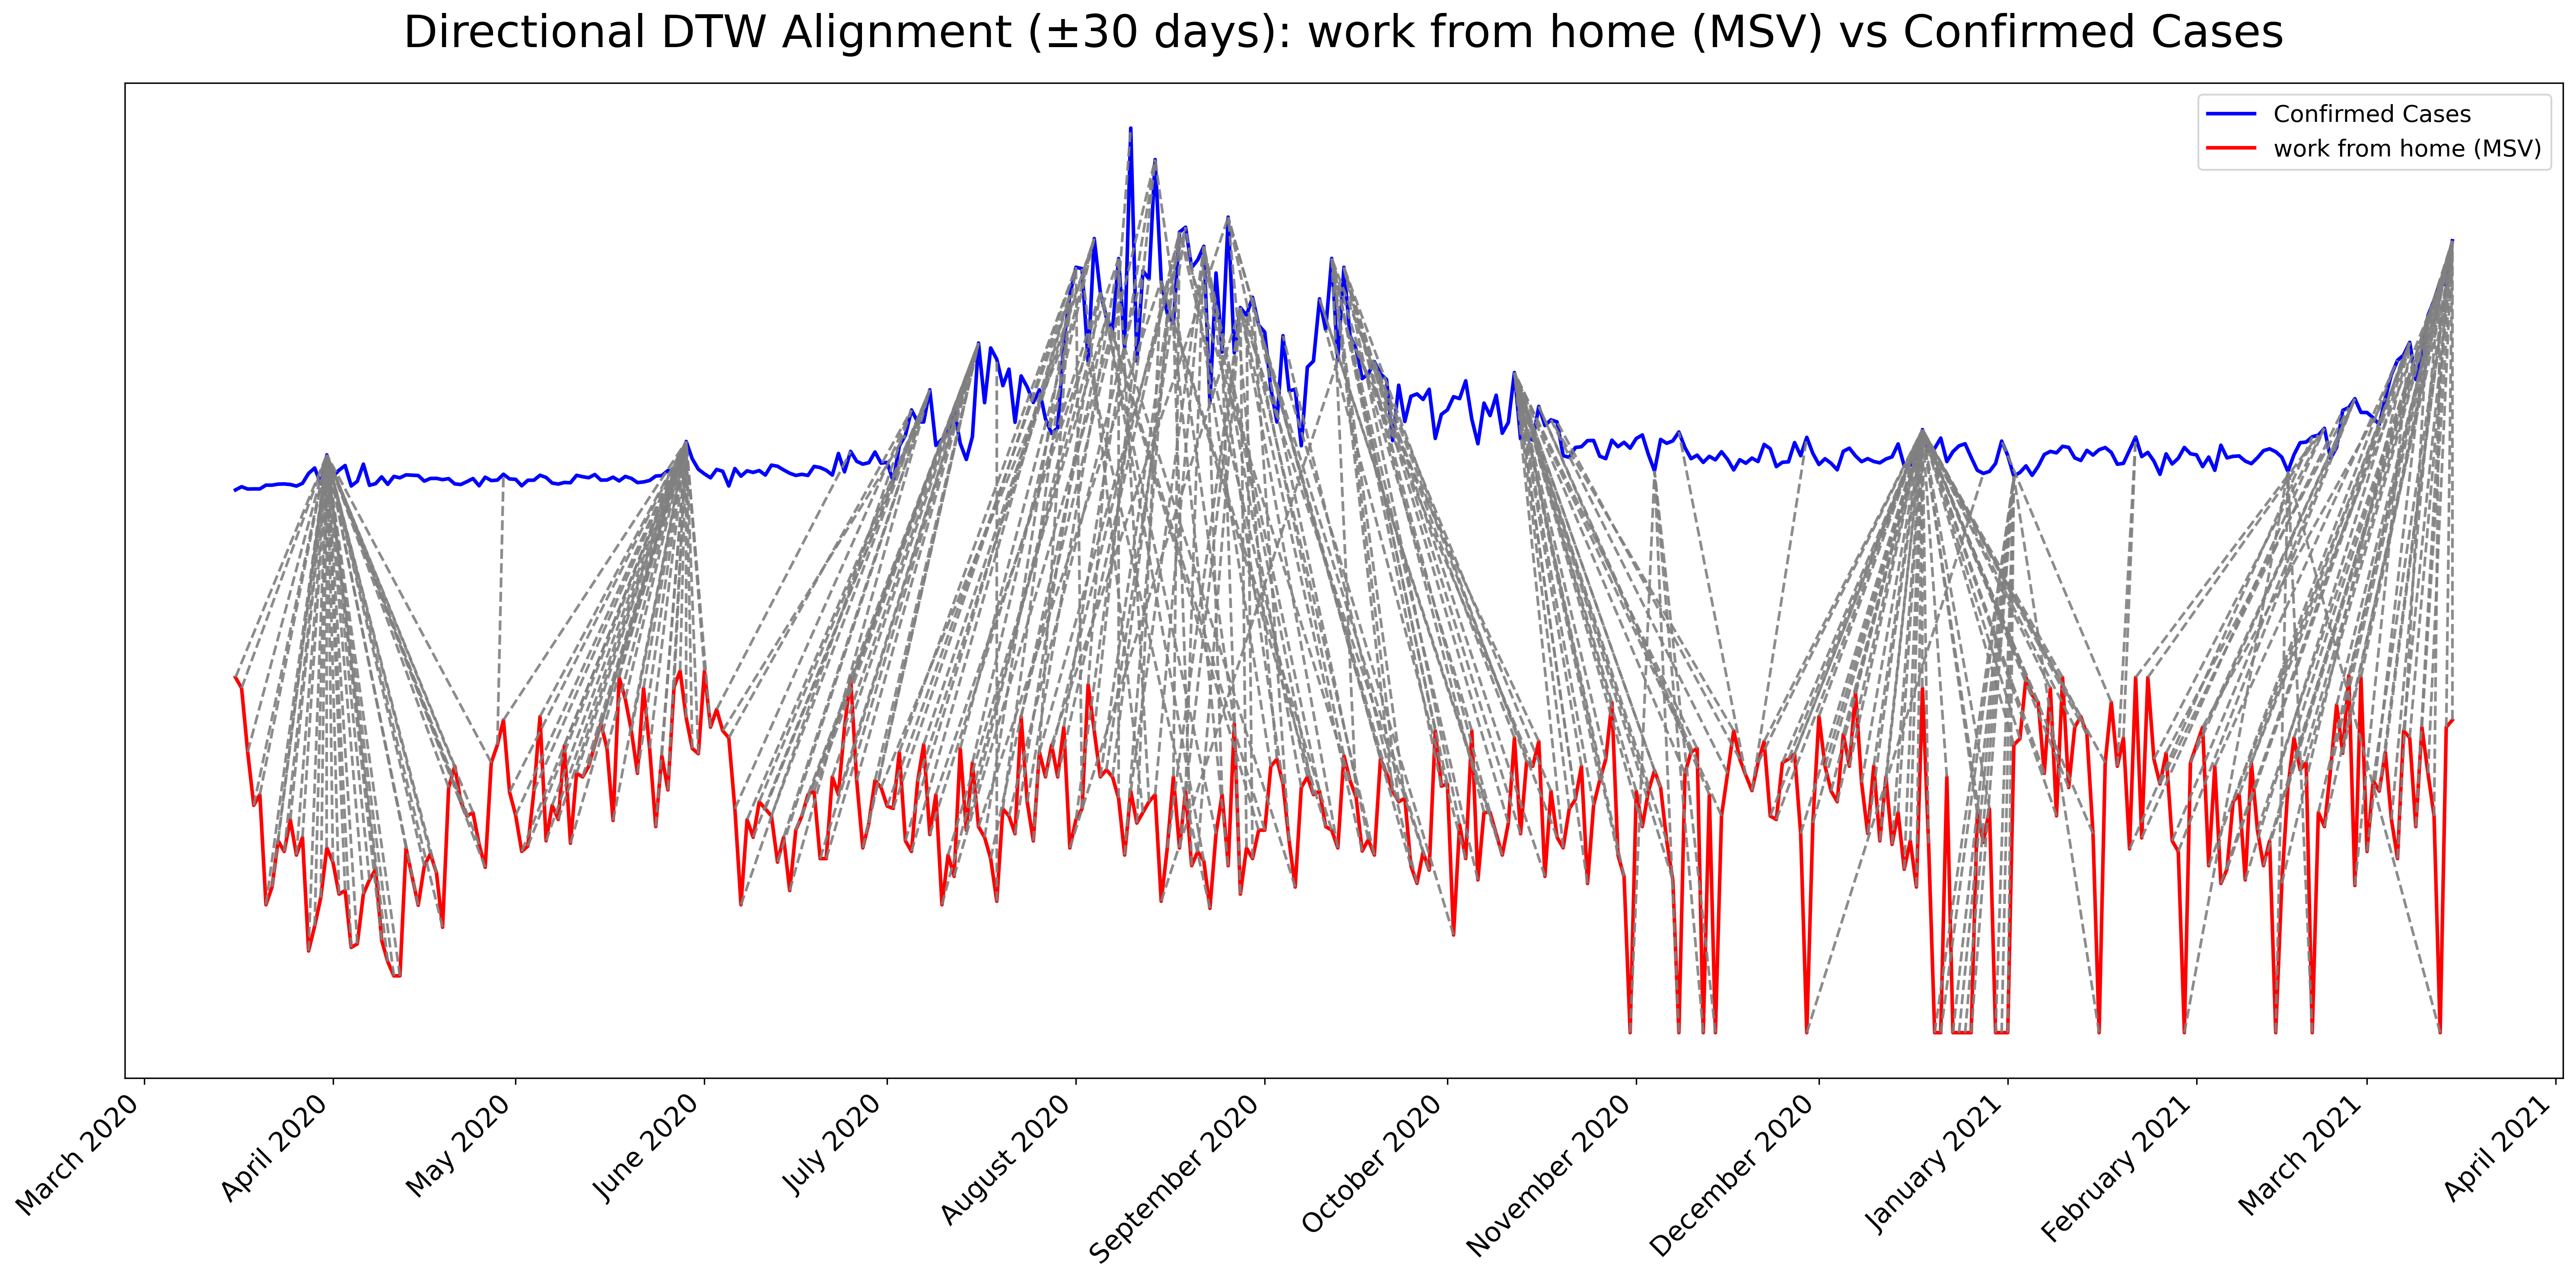 Directional DTW Alignment (±30 days): work from home (MSV) vs Confirmed Cases
Confirmed Cases
work from home (MSV)
March 2020
April 2020
May 2020
June 2020
July 2020
August 2020
September 2020
October 2020
November 2020
December 2020
January 2021
February 2021
March 2021
April 2021